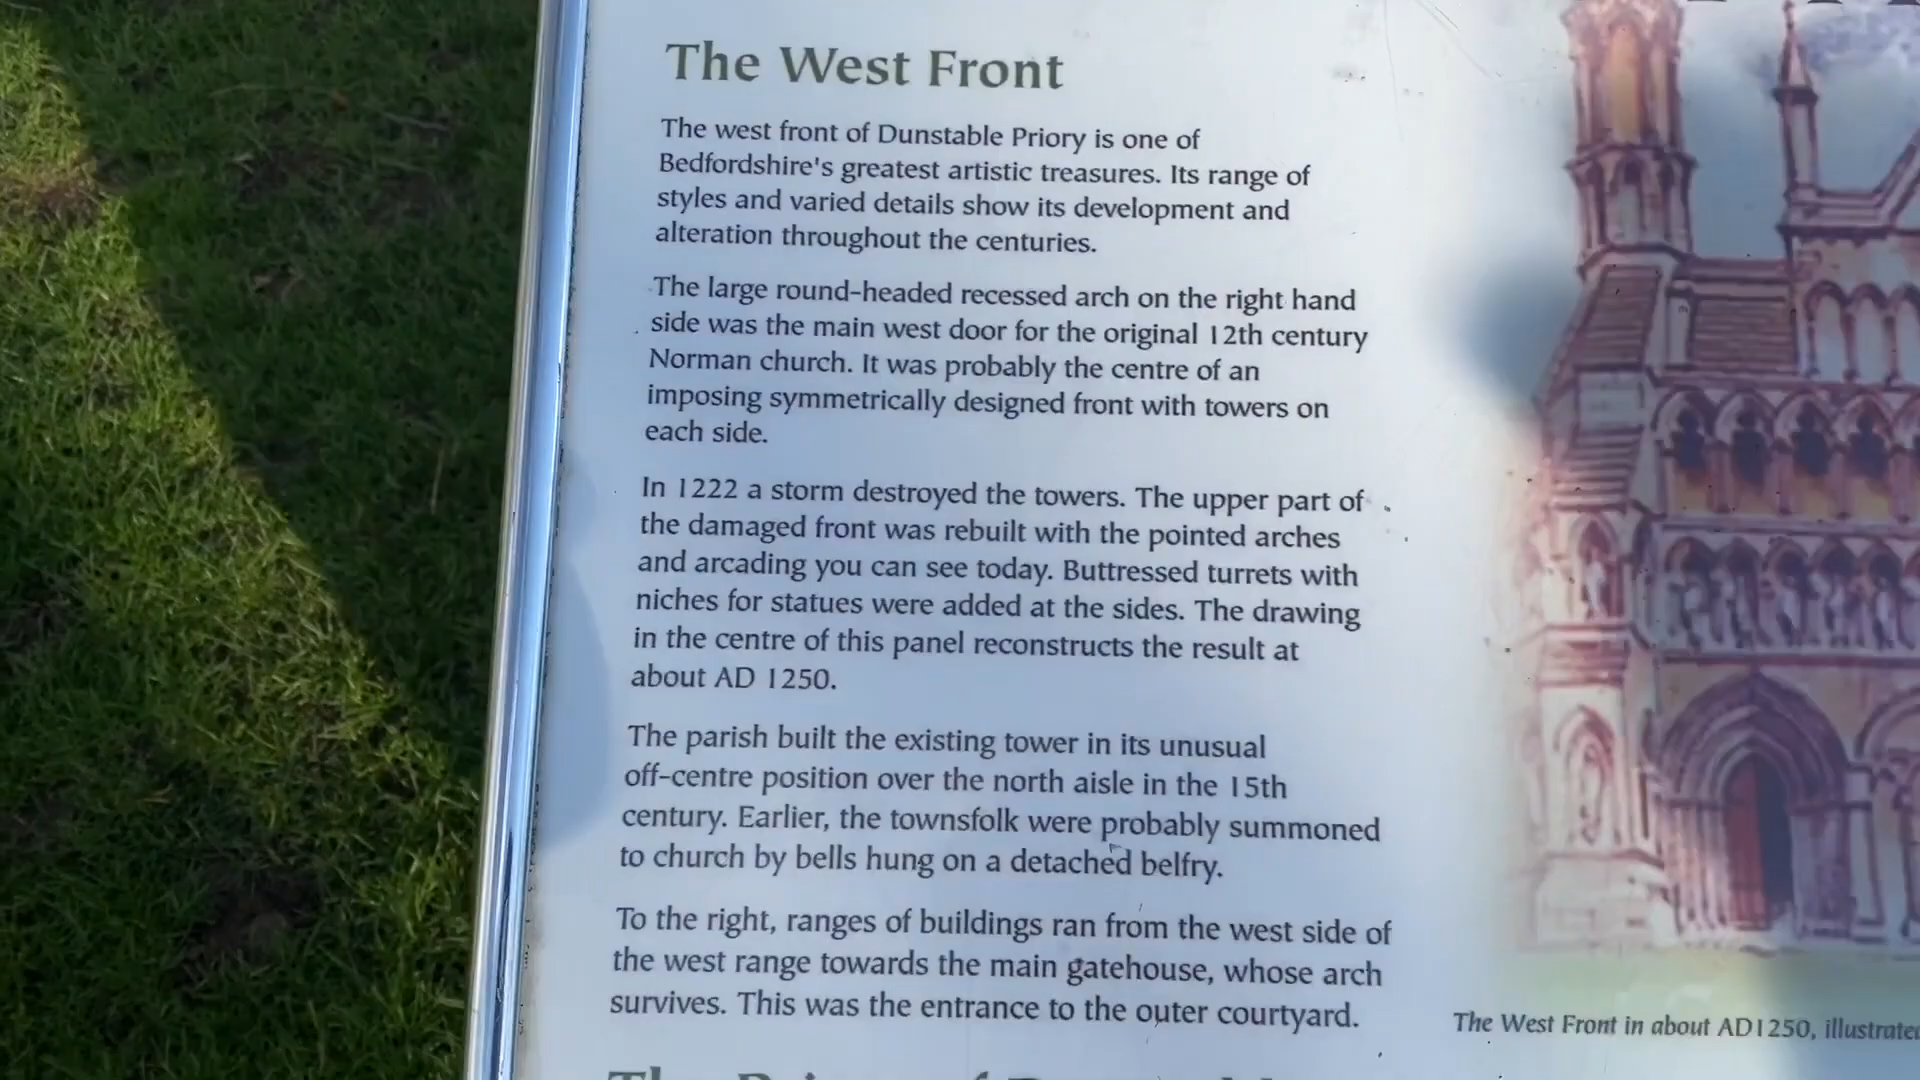 The West Front
The west front of Dunstable Priory is one of
Bedfordshire's greatest artistic treasures. Its range of
styles and varied details show its development and
alteration throughout the centuries.
The large round-headed recessed arch on the right hand
side was the main west door for the original 12th century
Norman church. It was probably the centre of an
imposing symmetrically designed front with towers on
each side.
In 1222 a storm destroyed the towers. The upper part of
the damaged front was rebuilt with the pointed arches
and arcading you can see today. Buttressed turrets with
niches for statues were added at the sides. The drawing
in the centre of this panel reconstructs the result at
about AD 1250.
The parish built the existing tower in its unusual
off-centre position over the north aisle in the 15th
century. Earlier, the townsfolk were probably summoned
to church by bells hung on a detached belfry.
To the right, ranges of buildings ran from the west side of
the west range towards the main gatehouse, whose arch
survives. This was the entrance to the outer courtyard.
The West Front in about AD1250, illustrated